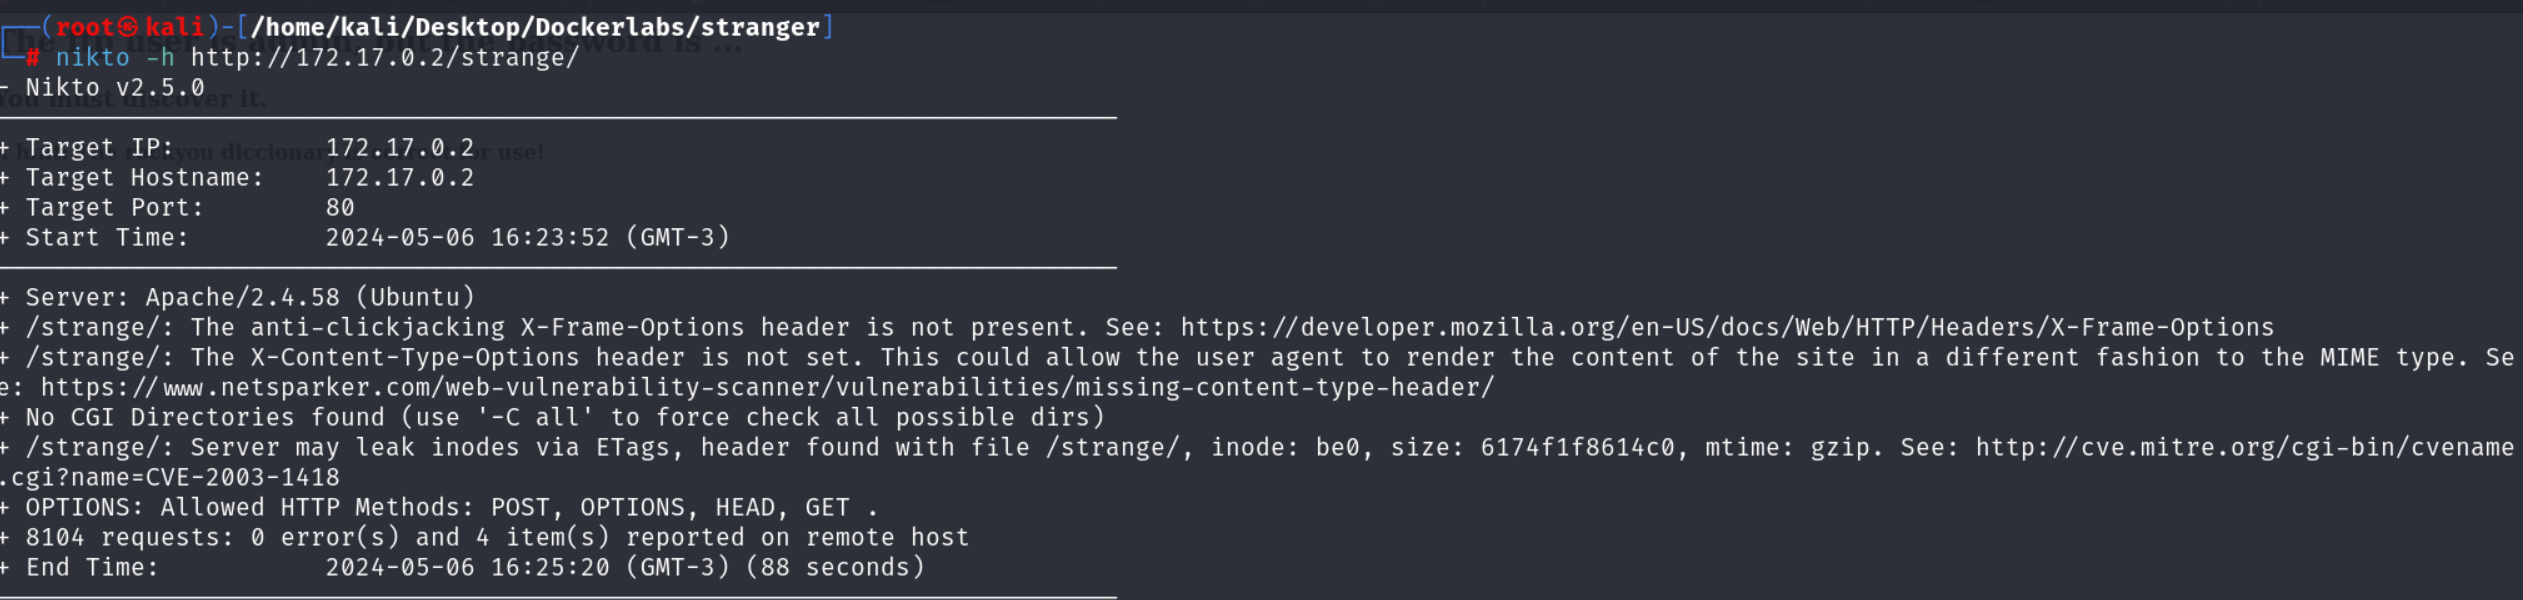 ┌──(root㉿kali)-[/home/kali/Desktop/Dockerlabs/stranger]
└─# nikto -h http://172.17.0.2/strange/
- Nikto v2.5.0
+ Target IP:          172.17.0.2
+ Target Hostname:    172.17.0.2
+ Target Port:        80
+ Start Time:         2024-05-06 16:23:52 (GMT-3)
+ Server: Apache/2.4.58 (Ubuntu)
+ /strange/: The anti-clickjacking X-Frame-Options header is not present. See: https://developer.mozilla.org/en-US/docs/Web/HTTP/Headers/X-Frame-Options
+ /strange/: The X-Content-Type-Options header is not set. This could allow the user agent to render the content of the site in a different fashion to the MIME type. Se
e: https://www.netsparker.com/web-vulnerability-scanner/vulnerabilities/missing-content-type-header/
+ No CGI Directories found (use '-C all' to force check all possible dirs)
+ /strange/: Server may leak inodes via ETags, header found with file /strange/, inode: be0, size: 6174f1f8614c0, mtime: gzip. See: http://cve.mitre.org/cgi-bin/cvename
.cgi?name=CVE-2003-1418
+ OPTIONS: Allowed HTTP Methods: POST, OPTIONS, HEAD, GET .
+ 8104 requests: 0 error(s) and 4 item(s) reported on remote host
+ End Time:           2024-05-06 16:25:20 (GMT-3) (88 seconds)